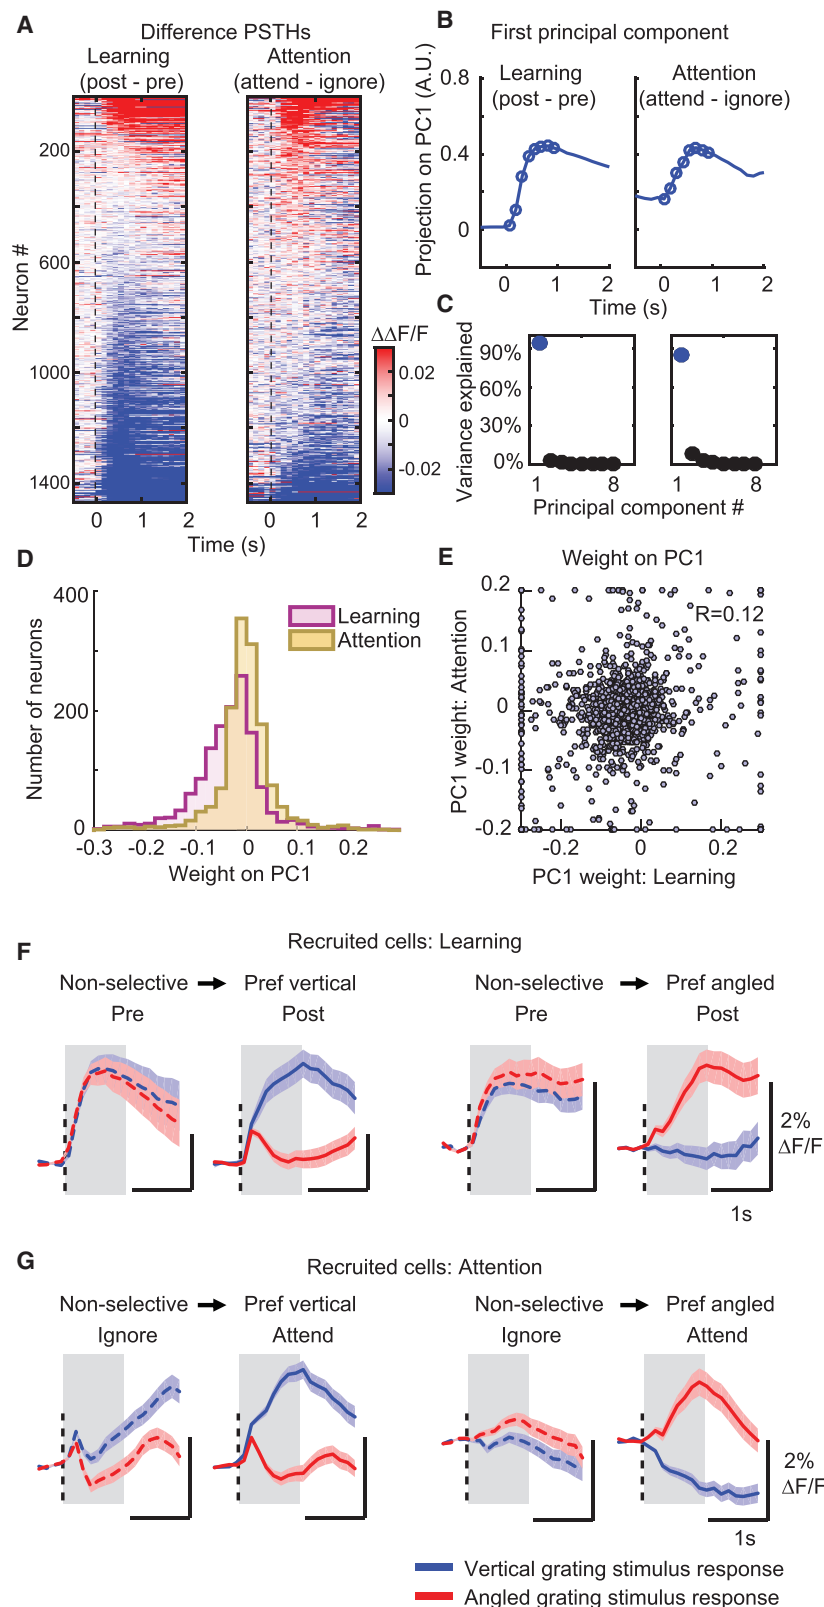 A
Difference PSTHs
Learning
(post - pre)
Attention
(attend - ignore)
Neuron #
200
600
1000
1400
0
1
2
0
1
2
Time (s)
ΔΔF/F
0.02
0
-0.02
B
First principal component
Projection on PC1 (A.U.)
0.8
0.4
0
Learning
(post - pre)
Attention
(attend - ignore)
0
1
2
0
1
2
Time (s)
C
Variance explained
90%
60%
30%
0%
1
8
1
8
Principal component #
D
Number of neurons
400
200
0
Learning
Attention
-0.3
-0.2
-0.1
0
0.2
Weight on PC1
E
Weight on PC1
PC1 weight: Attention
0.2
0.1
0
-0.1
-0.2
R=0.12
-0.2
0
0.2
PC1 weight: Learning
F
Recruited cells: Learning
Non-selective → Pref vertical
Pre
Post
Non-selective → Pref angled
Pre
Post
2%
ΔF/F
1s
G
Recruited cells: Attention
Non-selective → Pref vertical
Ignore
Attend
Non-selective → Pref angled
Ignore
Attend
2%
ΔF/F
1s
Vertical grating stimulus response
Angled grating stimulus response